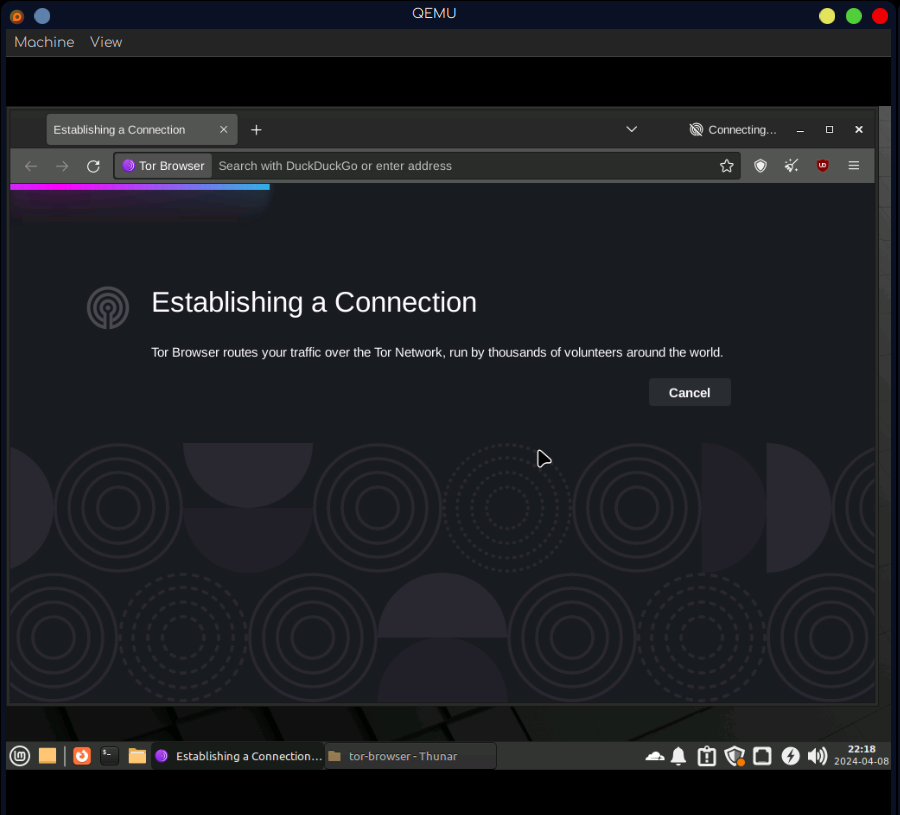 QEMU
Machine View
Establishing a Connection
Connecting...
Tor Browser Search with DuckDuckGo or enter address
Establishing a Connection
Tor Browser routes your traffic over the Tor Network, run by thousands of volunteers around the world.
Cancel
Establishing a Connection... tor-browser - Thunar
22:18
2024-04-08